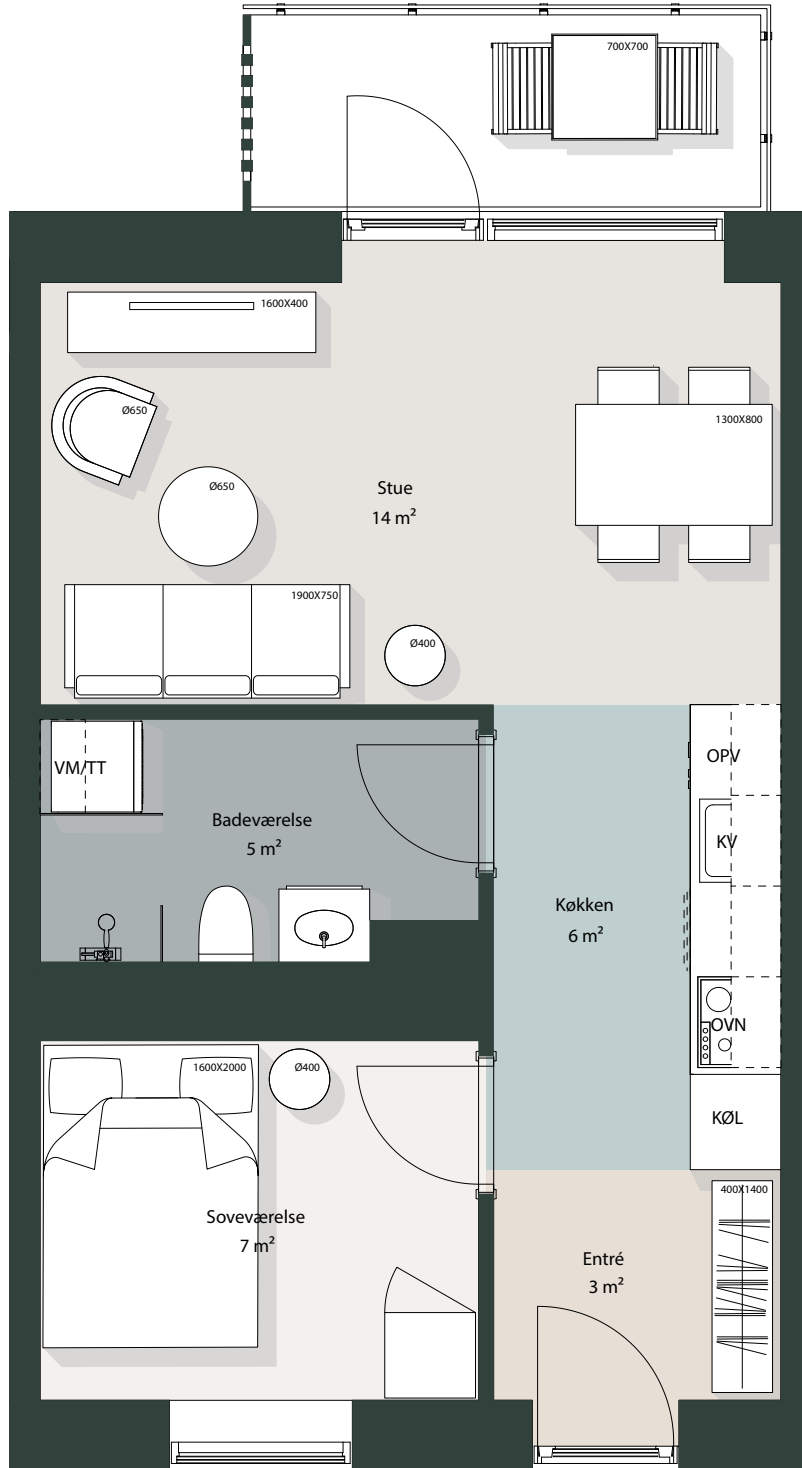 700X700
1600X400
Ø650
1300X800
Ø650
Stue
14 m²
1900X750
Ø400
VM/TT
OPV
Badeværelse
5 m²
KV
Køkken
6 m²
OVN
1600X2000
Ø400
KØL
400X1400
Soveværelse
7 m²
Entré
3 m²